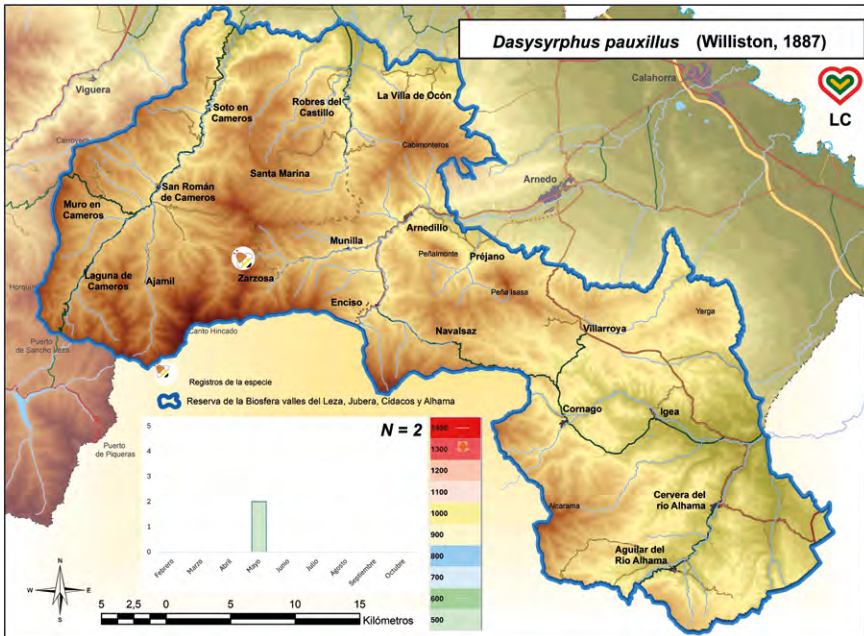 Dasysyrphus pauxillus (Williston, 1887)
LC
Calahorra
Viguera
Soto en
Cameros
Robres del
Castillo
La Villa de Ocón
Cabimonteros
Santa Marina
San Román
de Cameros
Muro en
Cameros
Arnedo
Arnedillo
Munilla
Peñalmonte
Préjano
Zarzosa
Laguna de
Cameros
Ajamil
Enciso
Peña Isasa
Navalsaz
Villarroya
Yerga
Canto Hincado
Puerto
de Sancho Leza
Registros de la especie
Reserva de la Biosfera valles del Leza, Jubera, Cidacos y Alhama
Puerto
de Piqueras
Cornago
Igea
Alcarama
Cervera del
rio Alhama
Aguilar del
Río Alhama
N = 2
5
4
3
2
1
0
Febrero
Marzo
Abril
Mayo
Junio
Julio
Agosto
Septiembre
Octubre
1400
1300
1200
1100
1000
900
800
700
600
500
N
W
E
S
5 2,5 0 5 10 15
Kilómetros